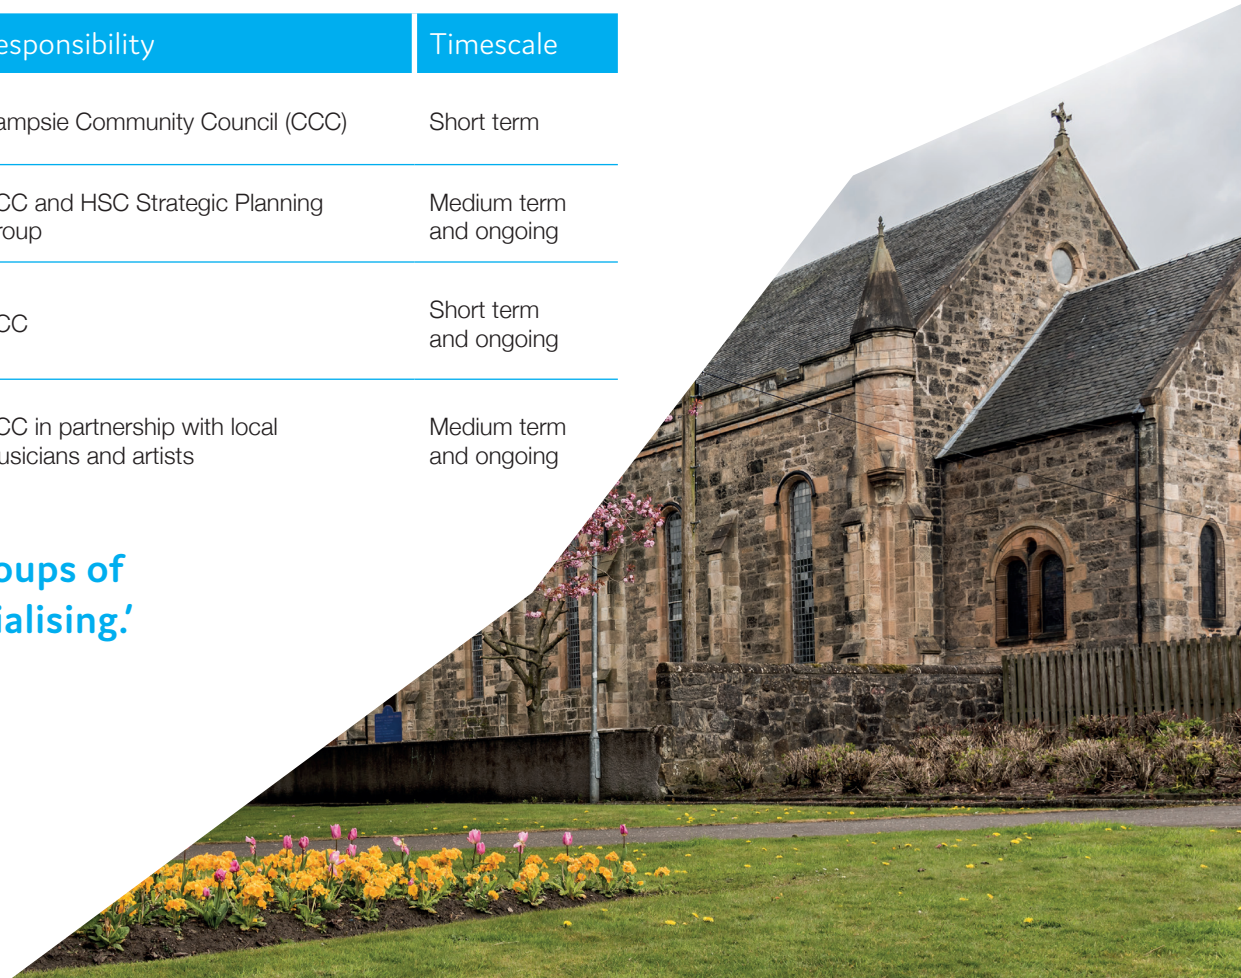 esponsibility Timescale
ampsie Community Council (CCC) Short term
CC and HSC Strategic Planning Medium term
roup and ongoing
CC Short term
and ongoing
CC in partnership with local Medium term
usicians and artists and ongoing
oups of
ialising.’